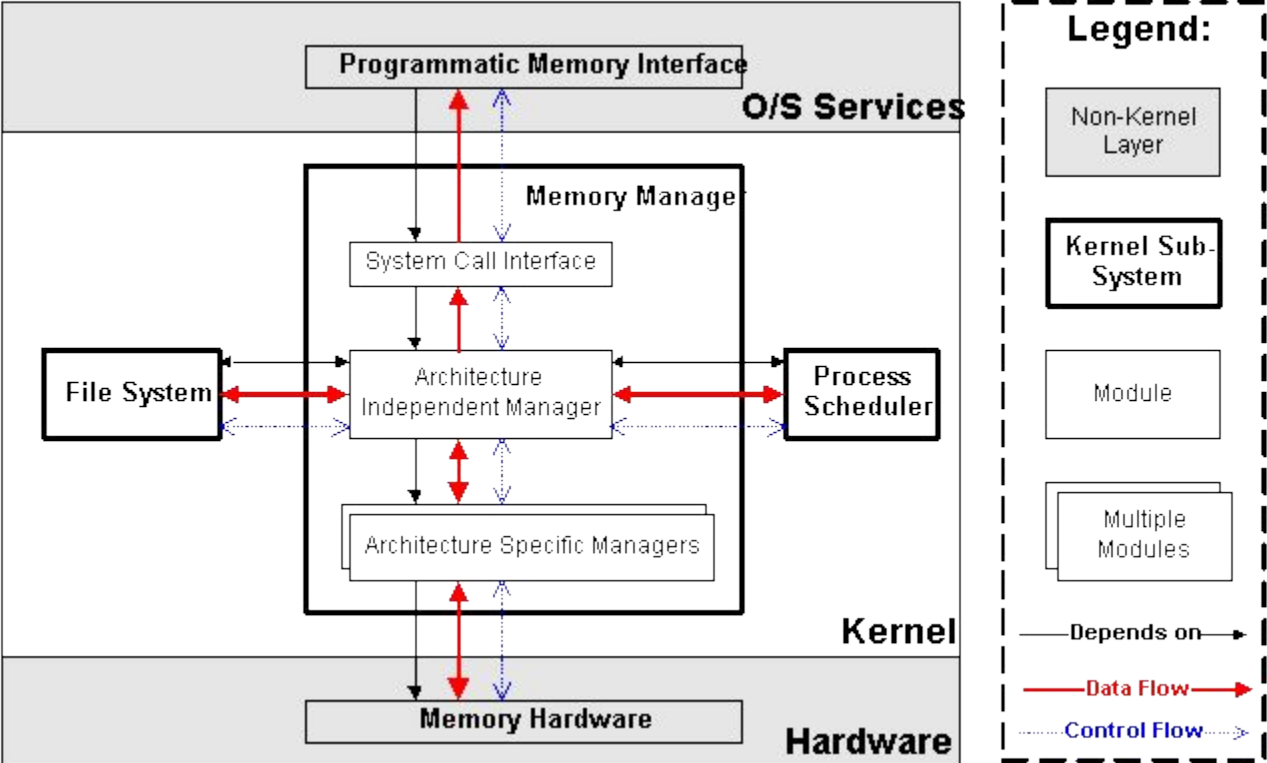 Programmatic Memory Interface
O/S Services
Memory Manager
System Call Interface
File System
Architecture
Independent Manager
Process
Scheduler
Architecture Specific Managers
Kernel
Memory Hardware
Hardware
Legend:
Non-Kernel
Layer
Kernel Sub-
System
Module
Multiple
Modules
Depends on
Data Flow
Control Flow